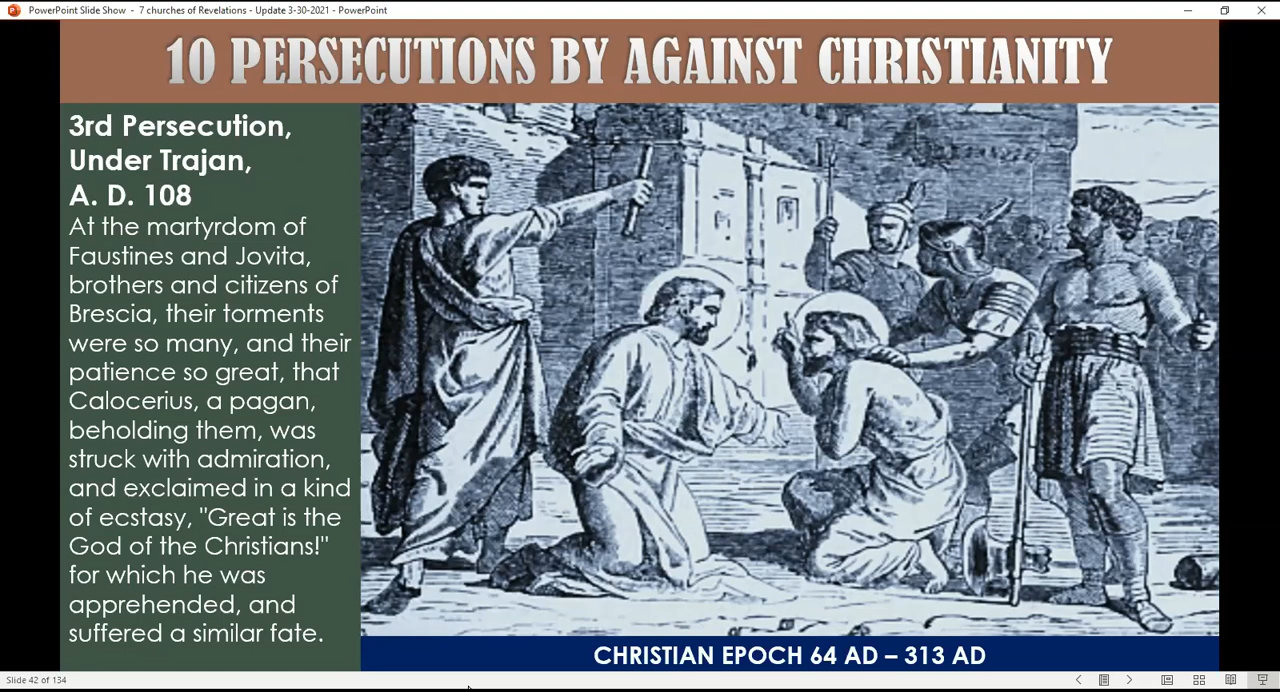 PowerPoint Slide Show - 7 churches of Revelations - Update 3-30-2021 - PowerPoint
10 PERSECUTIONS BY AGAINST CHRISTIANITY
3rd Persecution,
Under Trajan,
A. D. 108
At the martyrdom of
Faustines and Jovita,
brothers and citizens of
Brescia, their torments
were so many, and their
patience so great, that
Calocerius, a pagan,
beholding them, was
struck with admiration,
and exclaimed in a kind
of ecstasy, "Great is the
God of the Christians!"
for which he was
apprehended, and
suffered a similar fate.
CHRISTIAN EPOCH 64 AD – 313 AD
Slide 42 of 134